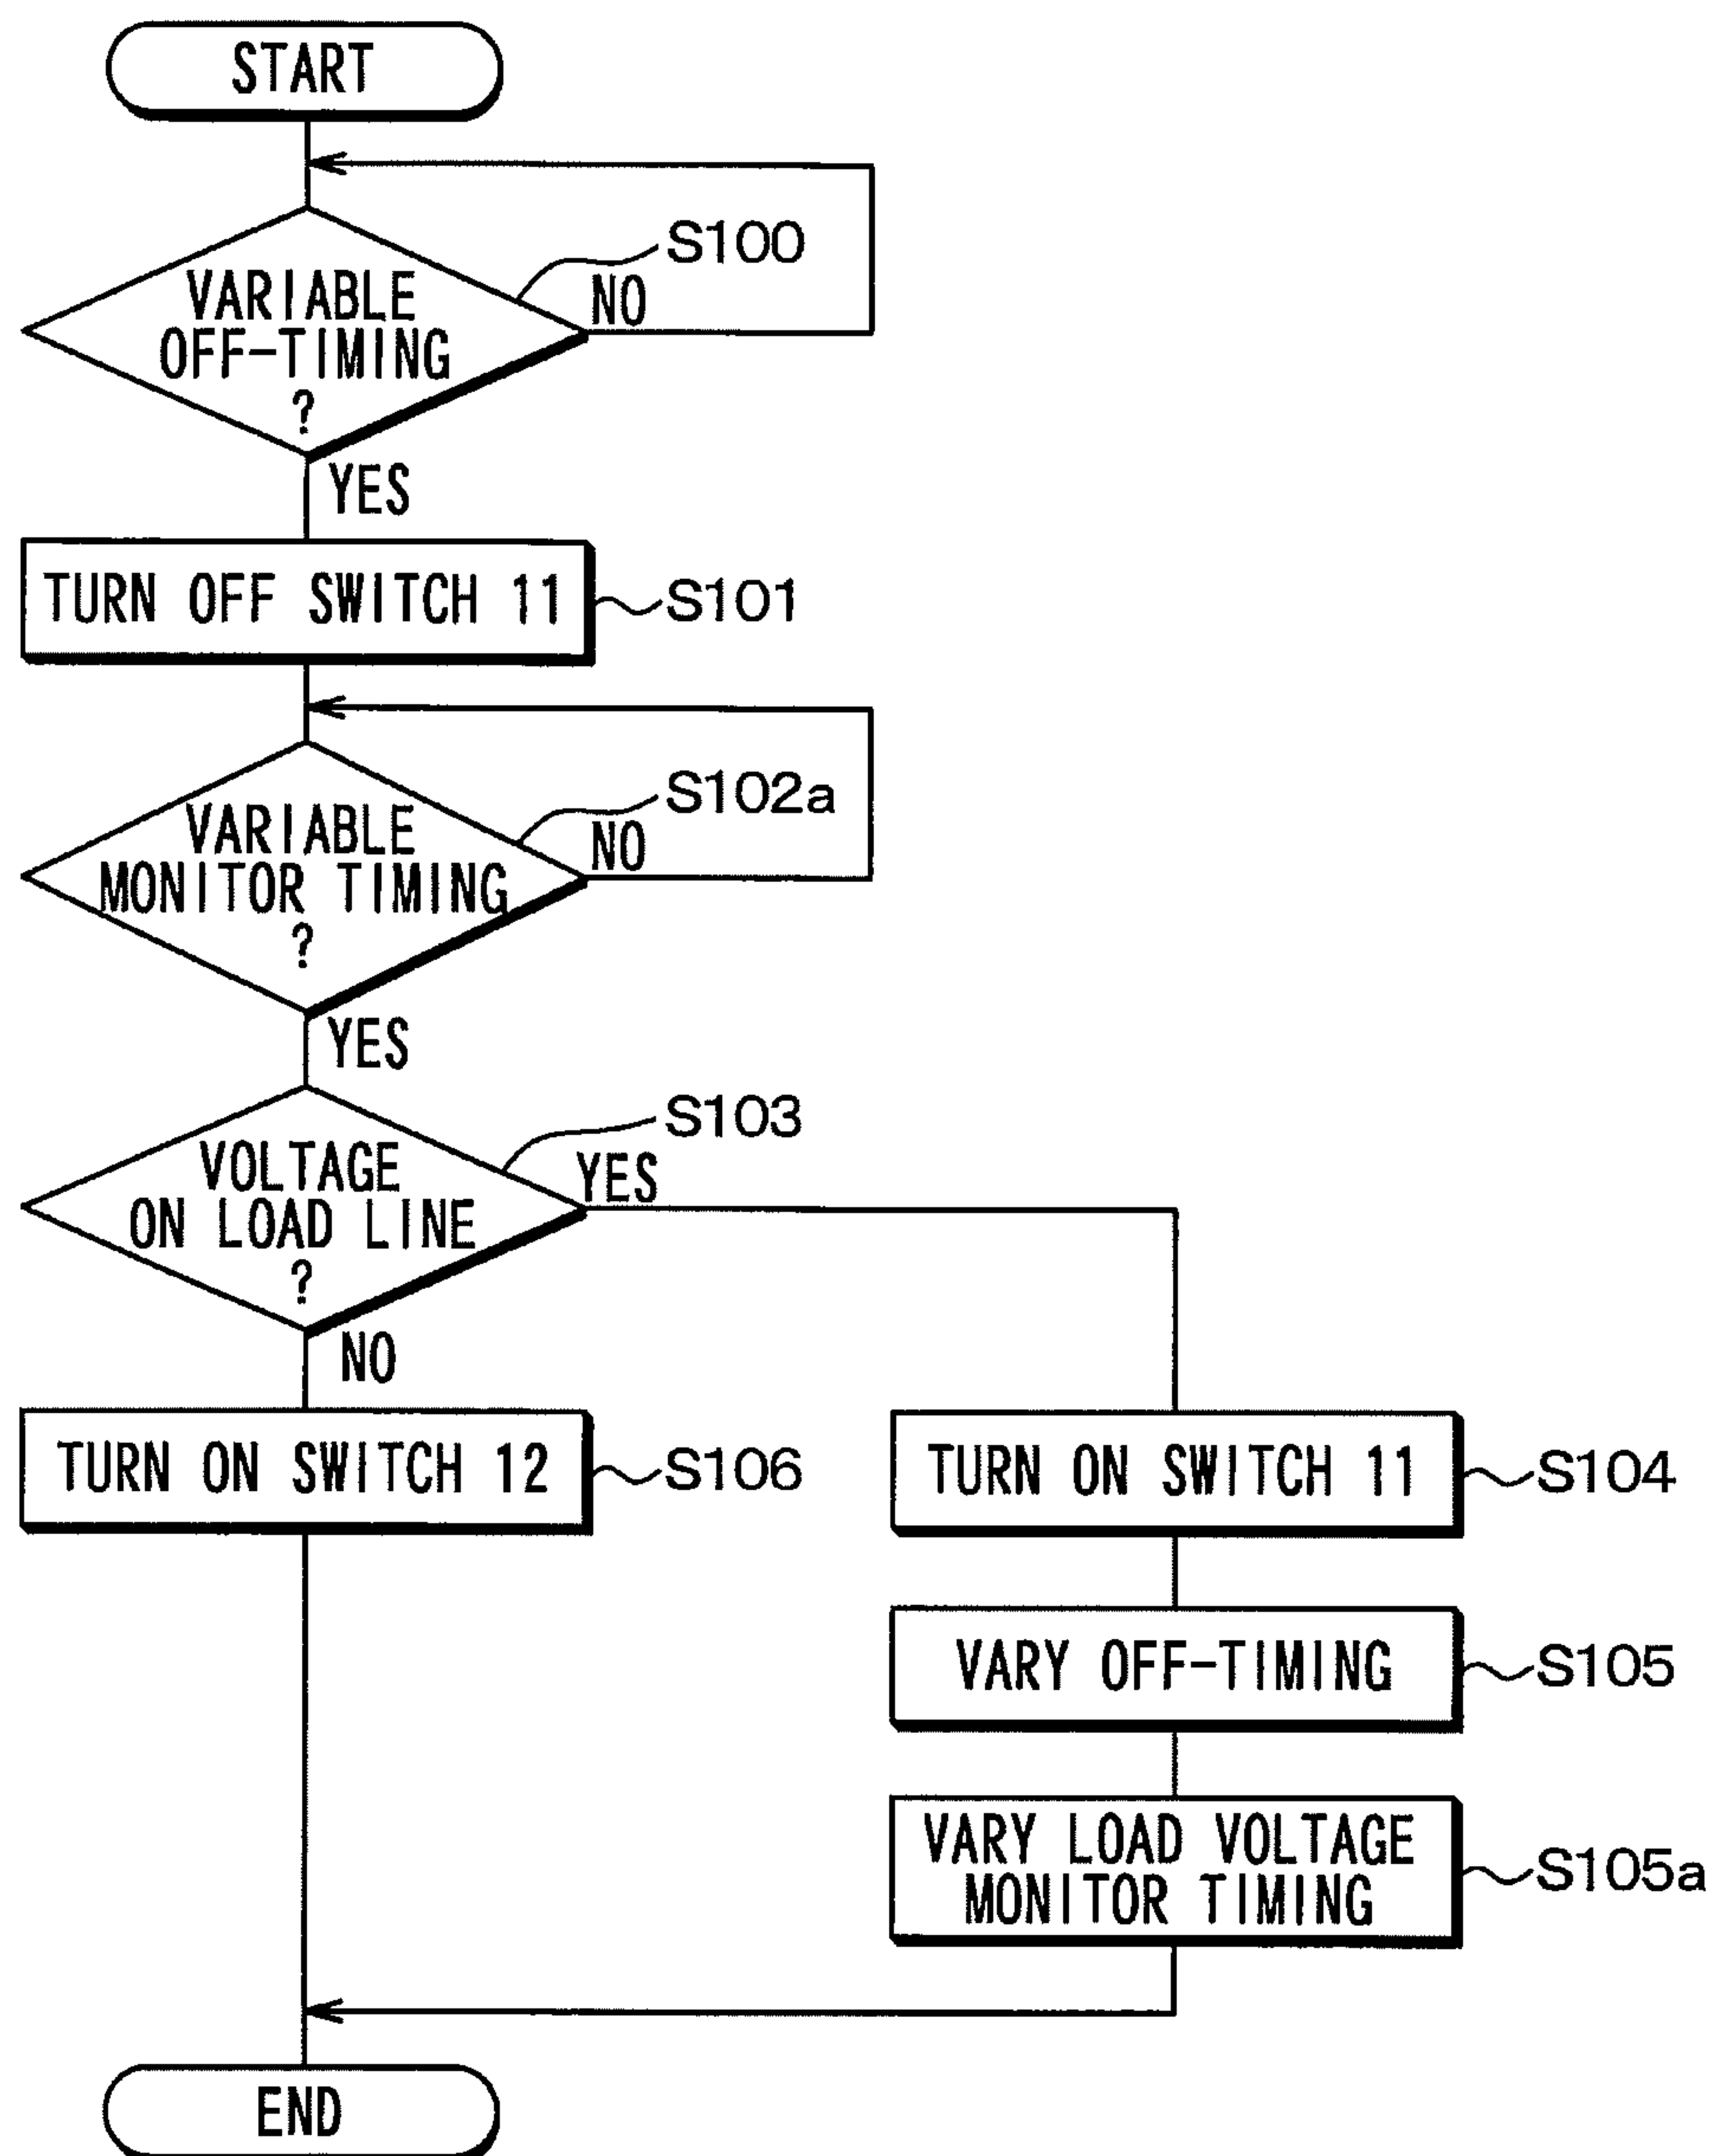 START
S100
VARIABLE
OFF-TIMING
?
NO
YES
TURN OFF SWITCH 11
S101
S102a
VARIABLE
MONITOR TIMING
?
NO
YES
S103
VOLTAGE
ON LOAD LINE
?
YES
NO
TURN ON SWITCH 12
S106
TURN ON SWITCH 11
S104
VARY OFF-TIMING
S105
VARY LOAD VOLTAGE
MONITOR TIMING
S105a
END